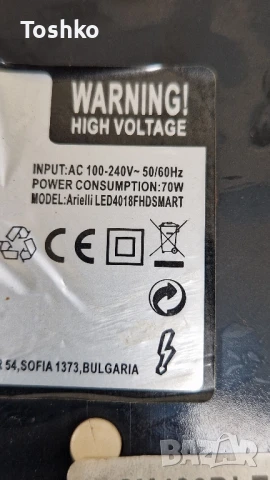 Toshko
WARNING!
HIGH VOLTAGE
INPUT:AC 100-240V~ 50/60Hz
POWER CONSUMPTION:70W
MODEL:Arielli LED4018FHDSMART
CE
54,SOFIA 1373,BULGARIA
BAZAR